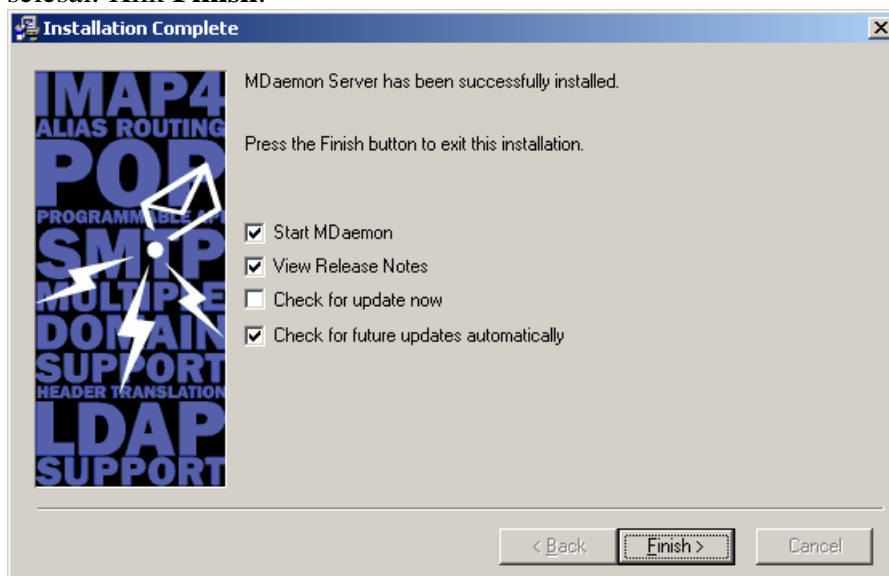 selesai. Klik Finish.
Installation Complete
MDaemon Server has been successfully installed.
Press the Finish button to exit this installation.
Start MDaemon
View Release Notes
Check for update now
Check for future updates automatically
IMAP4
ALIAS ROUTING
POP
PROGRAMMABLE API
SMTP
MULTIPLE
DOMAIN
SUPPORT
HEADER TRANSLATION
LDAP
SUPPORT
< Back
Finish >
Cancel